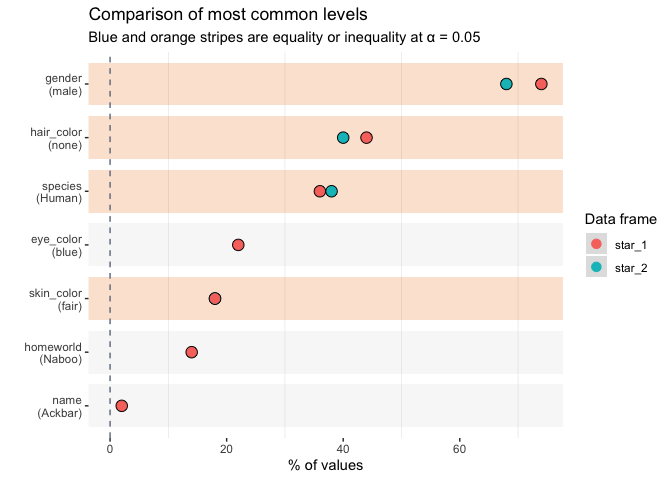 Comparison of most common levels
Blue and orange stripes are equality or inequality at α = 0.05
gender
(male)
hair_color
(none)
species
(Human)
eye_color
(blue)
skin_color
(fair)
homeworld
(Naboo)
name
(Ackbar)
0
20
40
60
% of values
Data frame
star_1
star_2